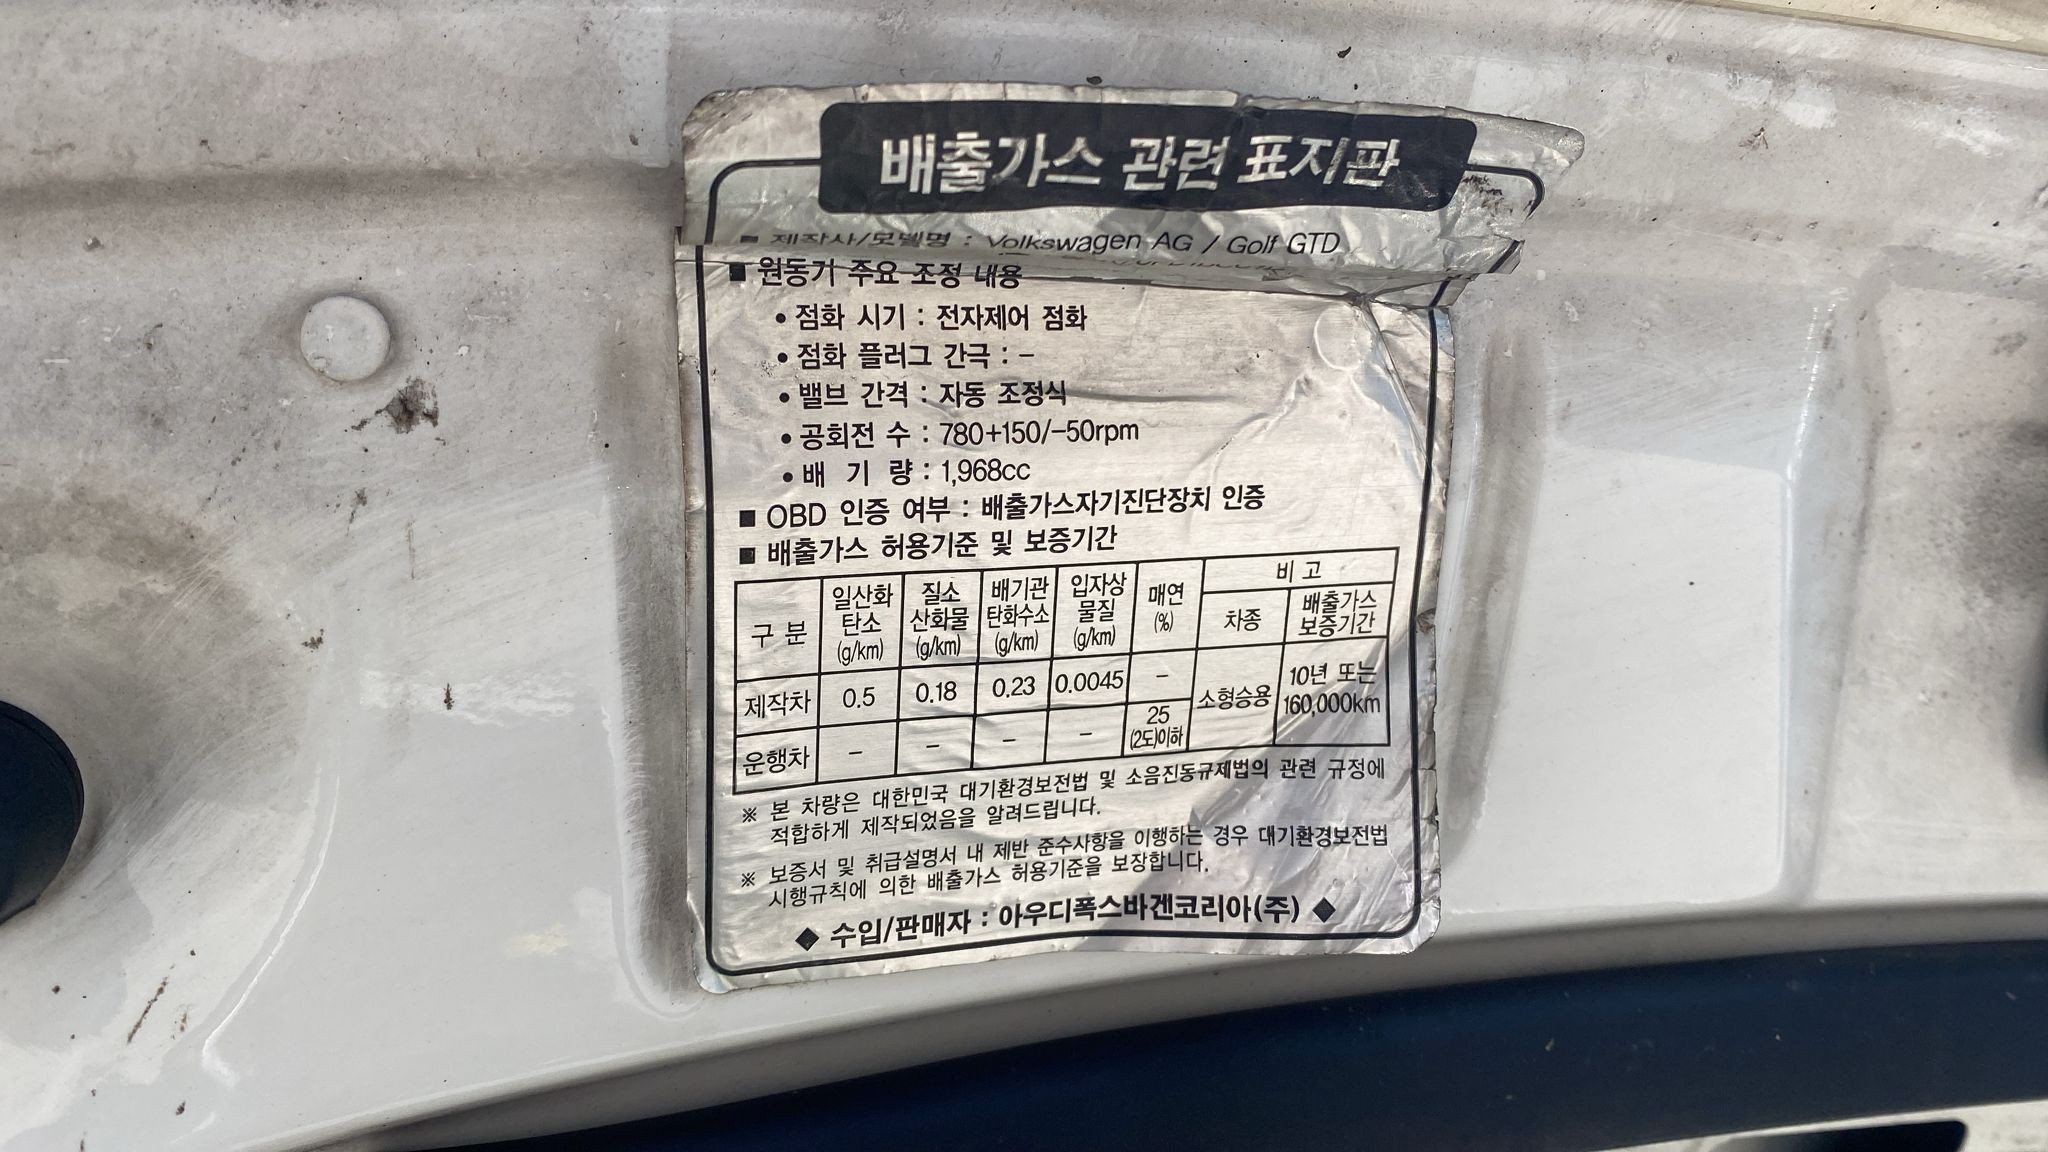 배출가스 관련 표지판
■ 제작사/모델명 : Volkswagen AG / Golf GTD
■ 원동기 주요 조정 내용
• 점화 시기 : 전자제어 점화
• 점화 플러그 간극 : –
• 밸브 간격 : 자동 조정식
• 공회전 수 : 780+150/-50rpm
• 배 기 량 : 1,968cc
■ OBD 인증 여부 : 배출가스자기진단장치 인증
■ 배출가스 허용기준 및 보증기간
구 분 일산화탄소 (g/km) 질소산화물 (g/km) 배기관탄화수소 (g/km) 입자상물질 (g/km) 매연 (%) 비 고
차종 배출가스 보증기간
제작차 0.5 0.18 0.23 0.0045 – 소형승용 10년 또는 160,000km
운행차 – – – – 25 (2도)이하
※ 본 차량은 대한민국 대기환경보전법 및 소음진동규제법의 관련 규정에
적합하게 제작되었음을 알려드립니다.
※ 보증서 및 취급설명서 내 제반 준수사항을 이행하는 경우 대기환경보전법
시행규칙에 의한 배출가스 허용기준을 보장합니다.
◆ 수입/판매자 : 아우디폭스바겐코리아(주) ◆